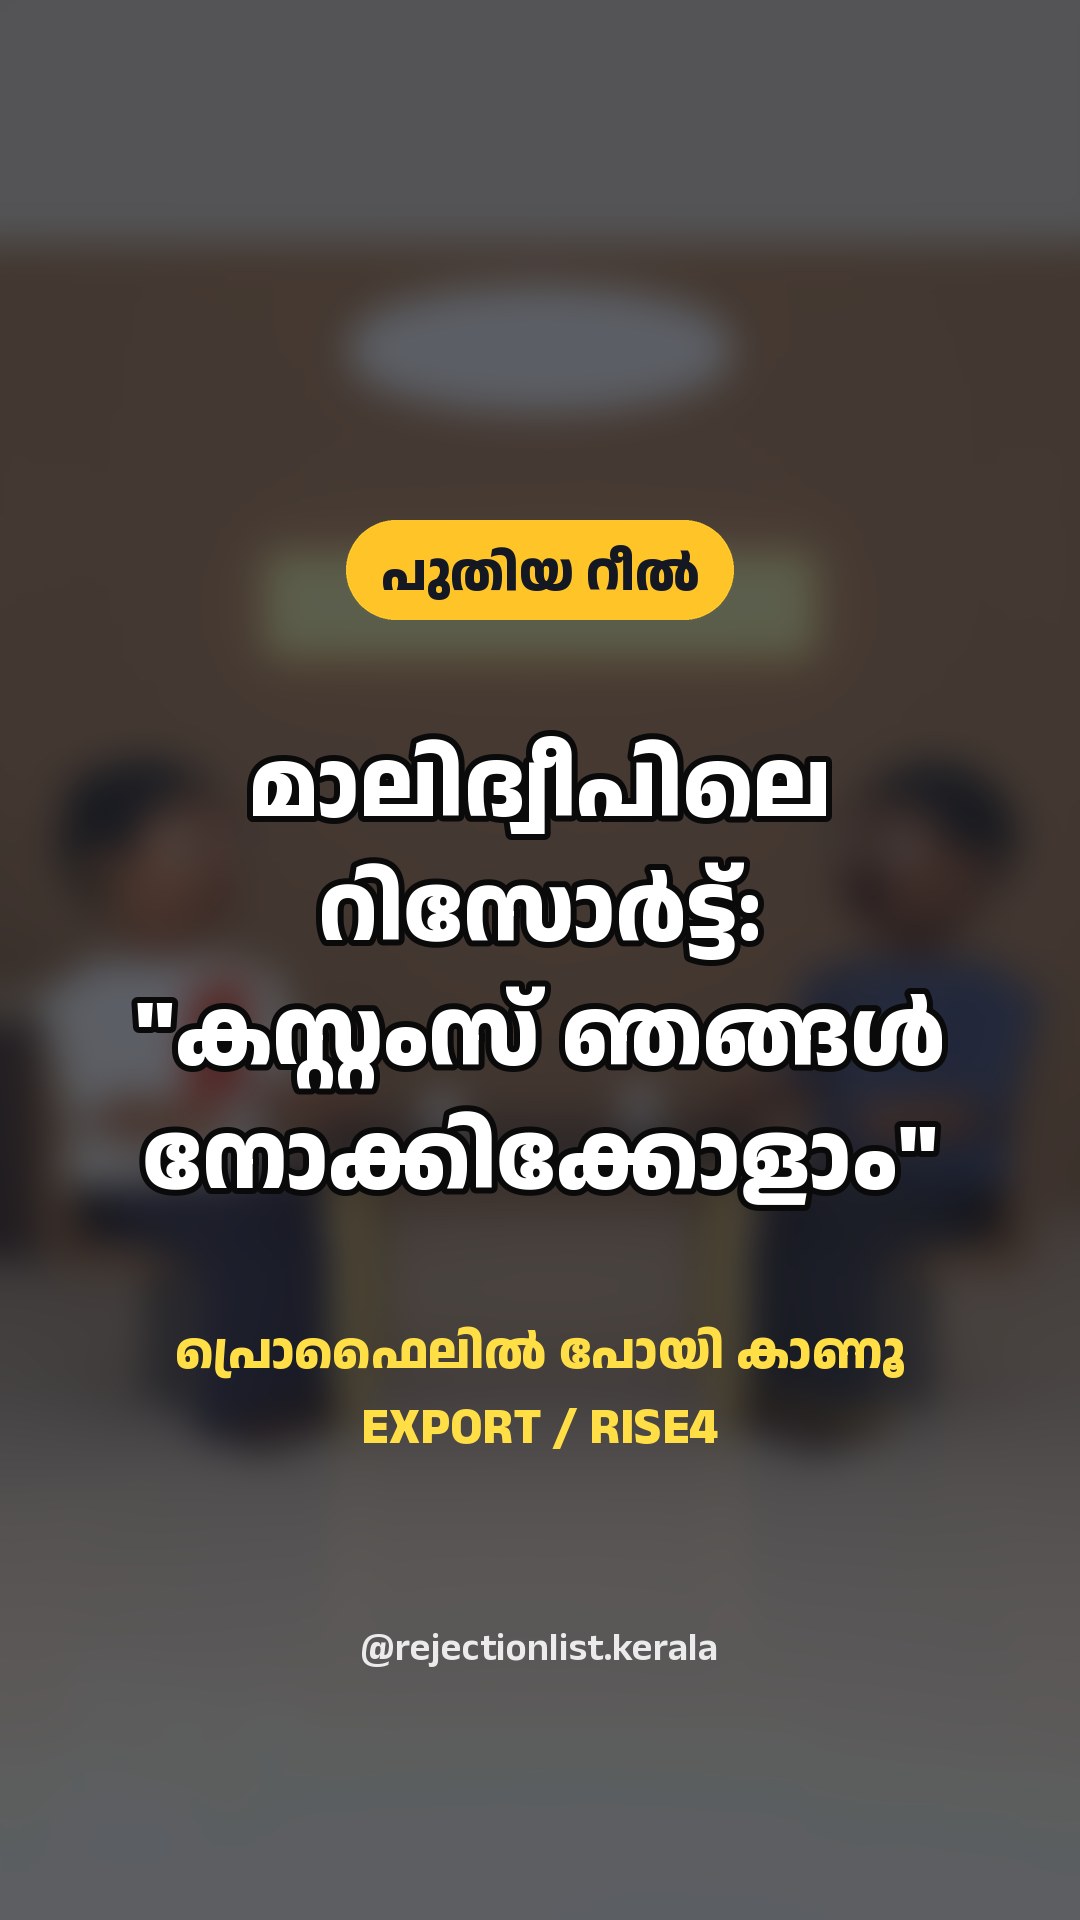 പുതിയ റീൽ
മാലിദ്വീപിലെ
റിസോർട്ട്:
"കസ്റ്റംസ് ഞങ്ങൾ
നോക്കിക്കോളാം"
പ്രൊഫൈലിൽ പോയി കാണൂ
EXPORT / RISE4
@rejectionlist.kerala